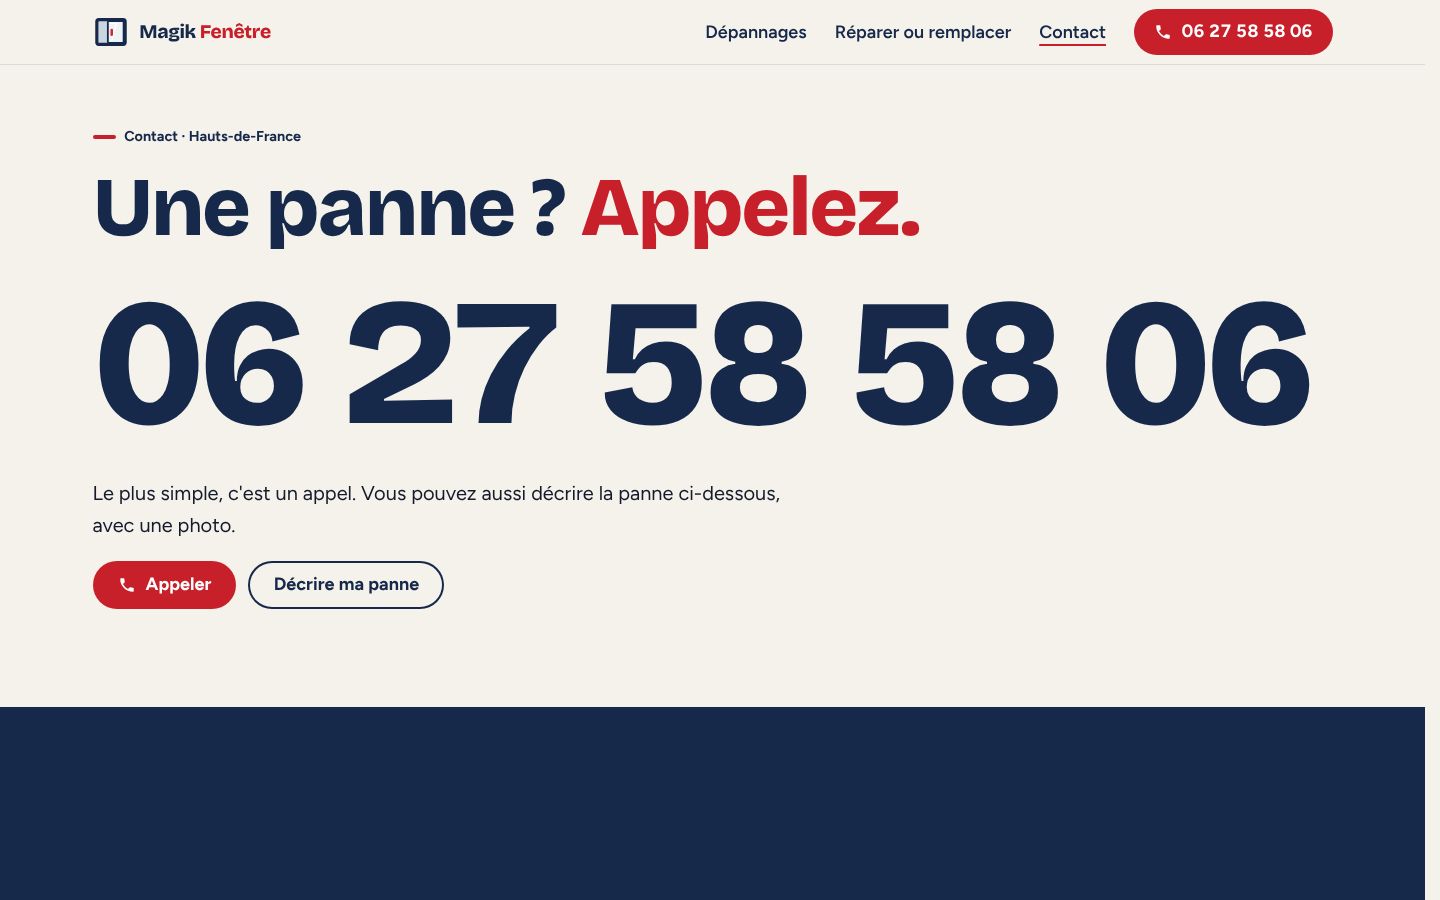 Magik Fenêtre
Dépannages
Réparer ou remplacer
Contact
06 27 58 58 06
Contact · Hauts-de-France
Une panne ? Appelez.
06 27 58 58 06
Le plus simple, c'est un appel. Vous pouvez aussi décrire la panne ci-dessous,
avec une photo.
Appeler
Décrire ma panne